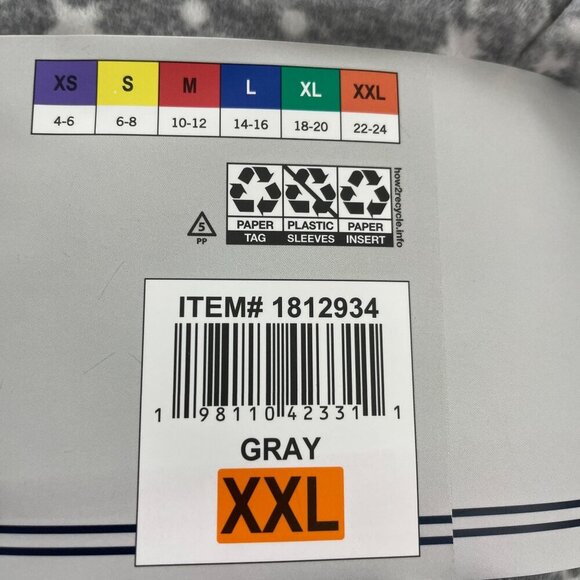 XS S M L XL XXL
4-6 6-8 10-12 14-16 18-20 22-24
PAPER PLASTIC PAPER
TAG SLEEVES INSERT
how2recycle.info
5
PP
ITEM# 1812934
1 98110 42331 1
GRAY
XXL